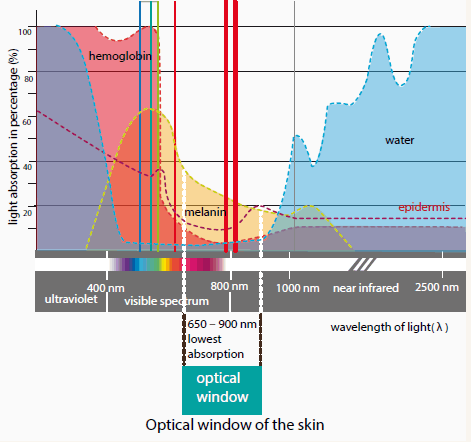 light absorption in percentage (%)
100
80
60
40
20
hemoglobin
melanin
water
epidermis
400 nm
800 nm
1000 nm
2500 nm
ultraviolet
visible spectrum
near infrared
650 – 900 nm
lowest
absorption
wavelength of light(λ)
optical
window
Optical window of the skin